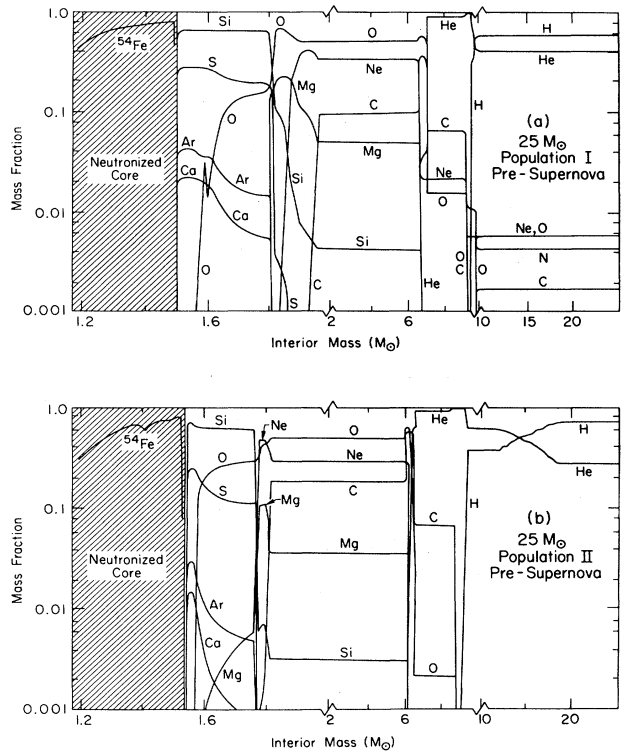 1.0
0.1
0.01
0.001
Mass Fraction
54Fe
Si
O
O
He
H
S
Mg
Ne
He
O
C
C
H
(a)
25 M⊙
Population I
Pre-Supernova
Neutronized
Core
Ar
Ca
Ar
Ca
Si
Mg
Ne
O
Ne,O
Si
O
N
O
S
C
He
C
O
C
1.2
1.6
2
6
10
20
Interior Mass (M⊙)
1.0
0.1
0.01
0.001
Mass Fraction
54Fe
Si
Ne
O
H
O
S
Ne
C
He
Mg
C
H
(b)
25 M⊙
Population II
Pre-Supernova
Neutronized
Core
Mg
Ar
Ca
Mg
Si
O
1.2
1.6
2
6
10
20
Interior Mass (M⊙)